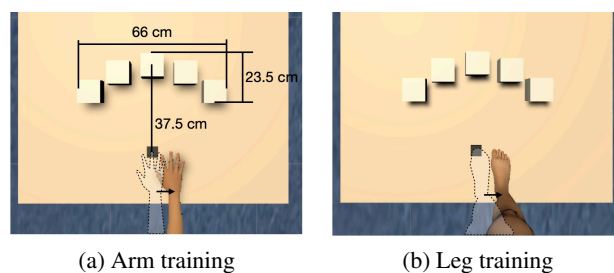 66 cm
23.5 cm
37.5 cm
(a) Arm training
(b) Leg training